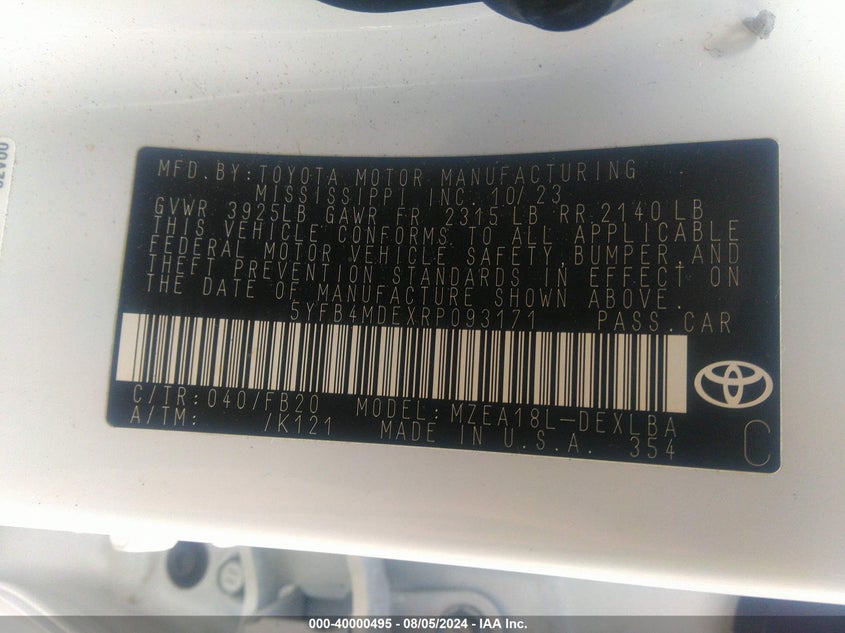 MFD.BY:TOYOTA MOTOR MANUFACTURING
MISSISSIPPI INC. 10/23
GVWR 3925LB GAWR FR 2315 LB RR 2140 LB
THIS VEHICLE CONFORMS TO ALL APPLICABLE
FEDERAL MOTOR VEHICLE SAFETY,BUMPER,AND
THEFT PREVENTION STANDARDS IN EFFECT ON
THE DATE OF MANUFACTURE SHOWN ABOVE.
5YFB4MDEXRP093171 PASS.CAR
C/TR:040/FB20 MODEL:MZEA18L-DEXLBA
A/TM: /K121 MADE IN U.S.A. 354 C
000-40000495 - 08/05/2024 - IAA Inc.